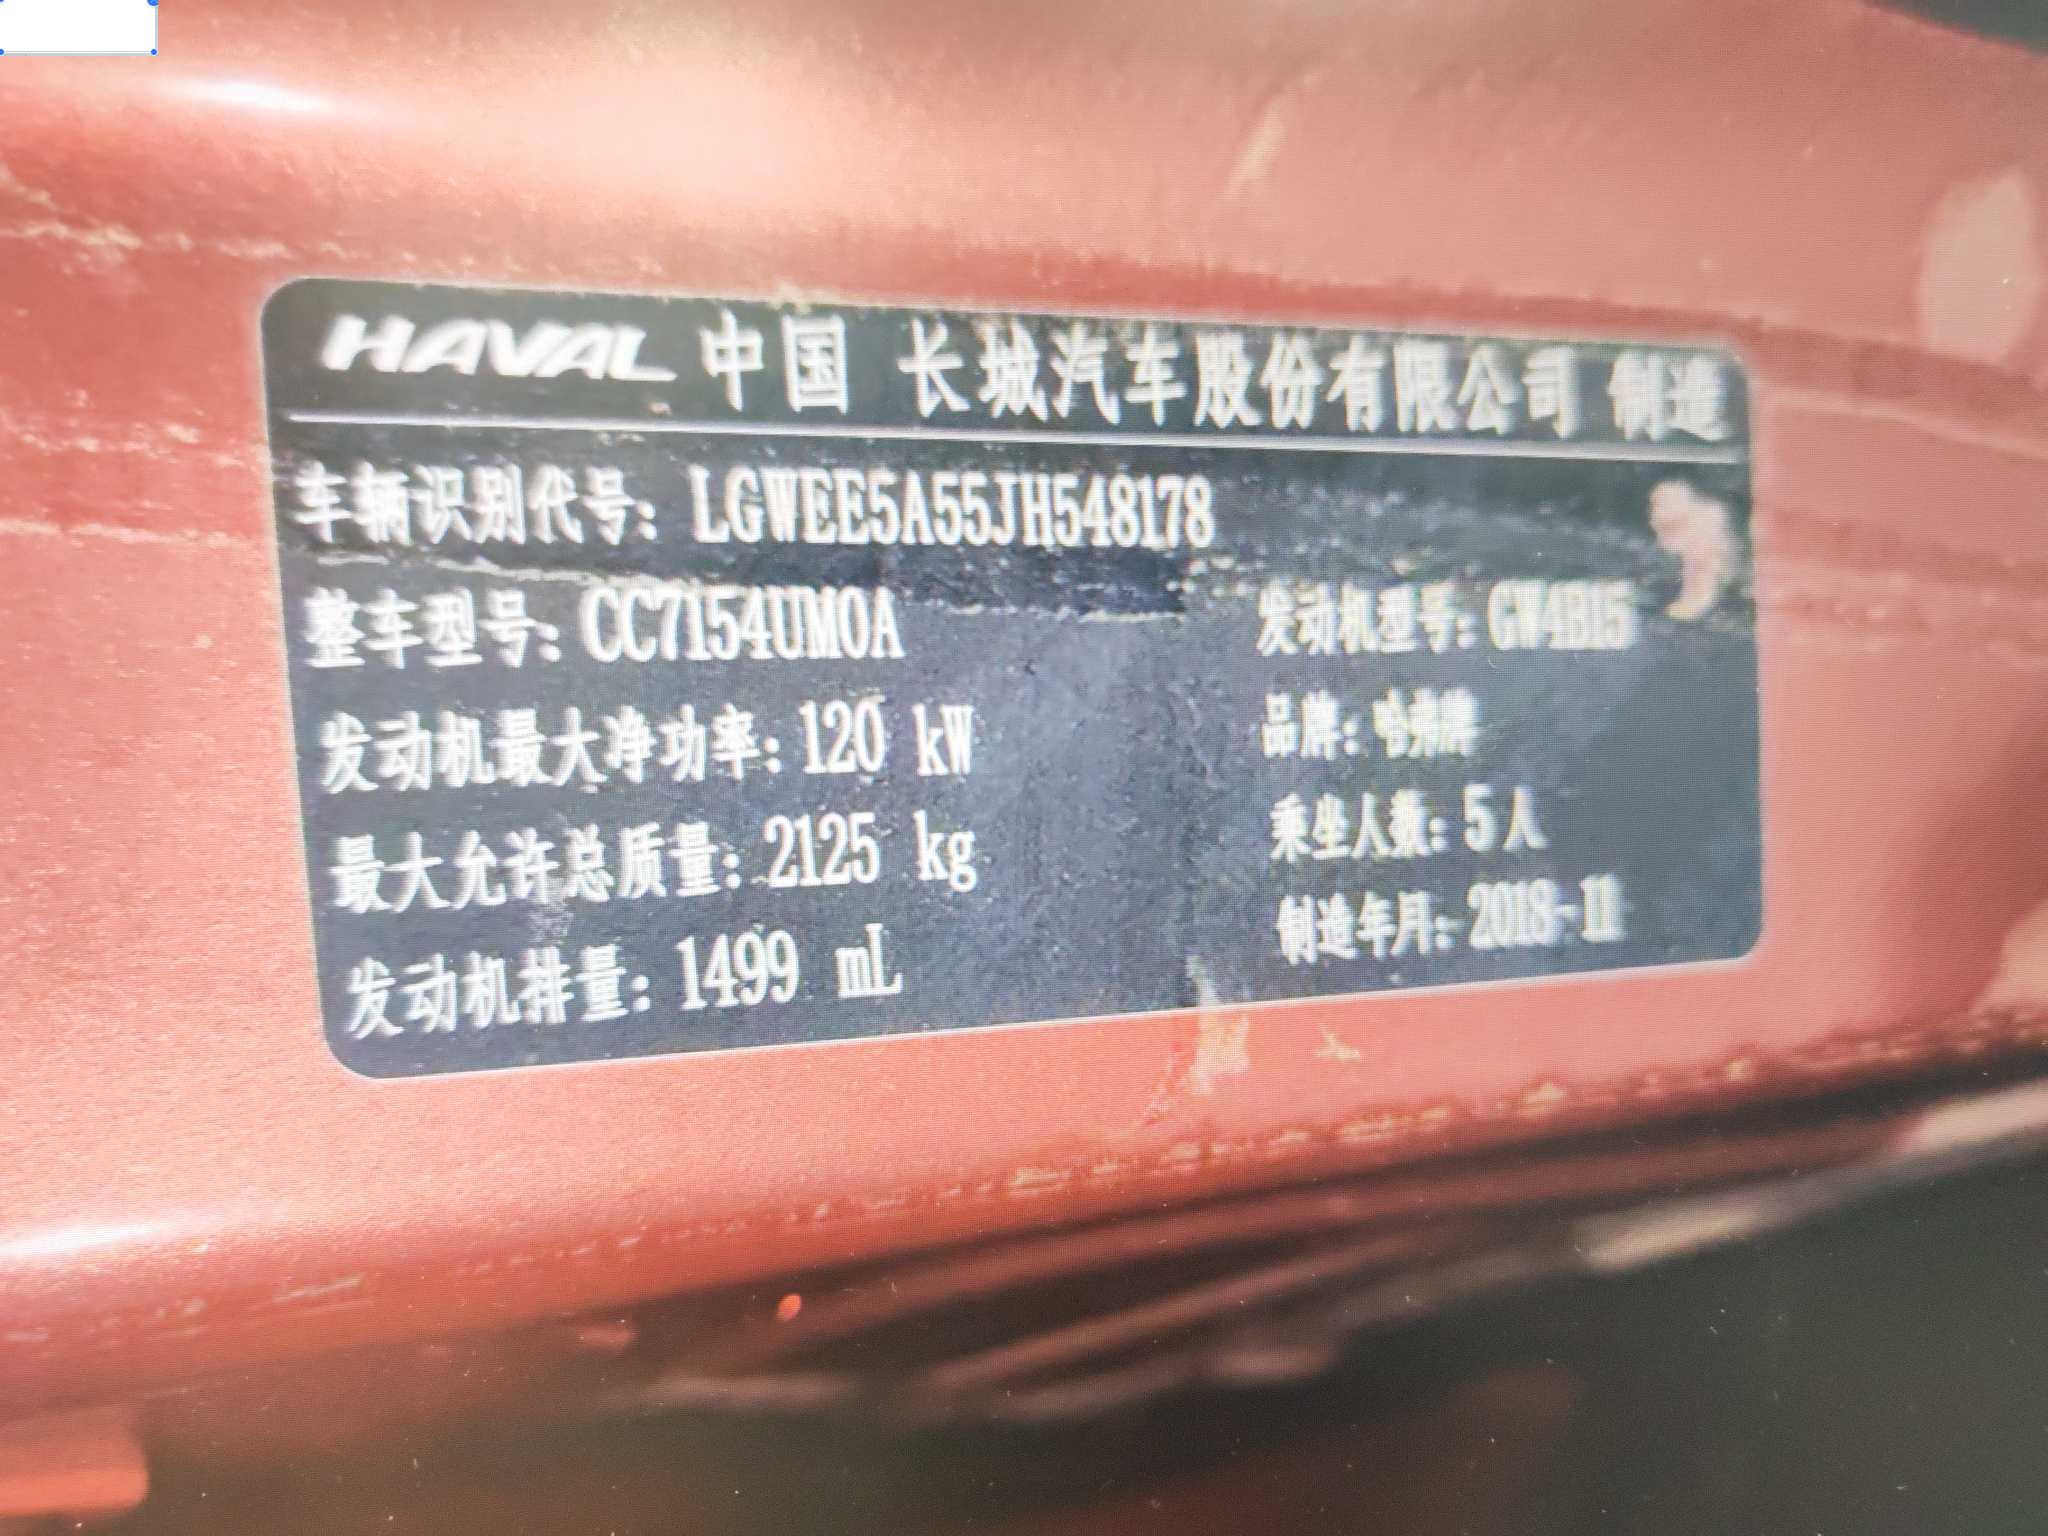 HAVAL 中国 长城汽车股份有限公司 制造
车辆识别代号: LGWEE5A55JH548178
整车型号: CC7154UM0A
发动机型号: GW4B15
发动机最大净功率: 120 kW
品牌: 哈弗牌
最大允许总质量: 2125 kg
乘坐人数: 5人
发动机排量: 1499 mL
制造年月: 2018-11